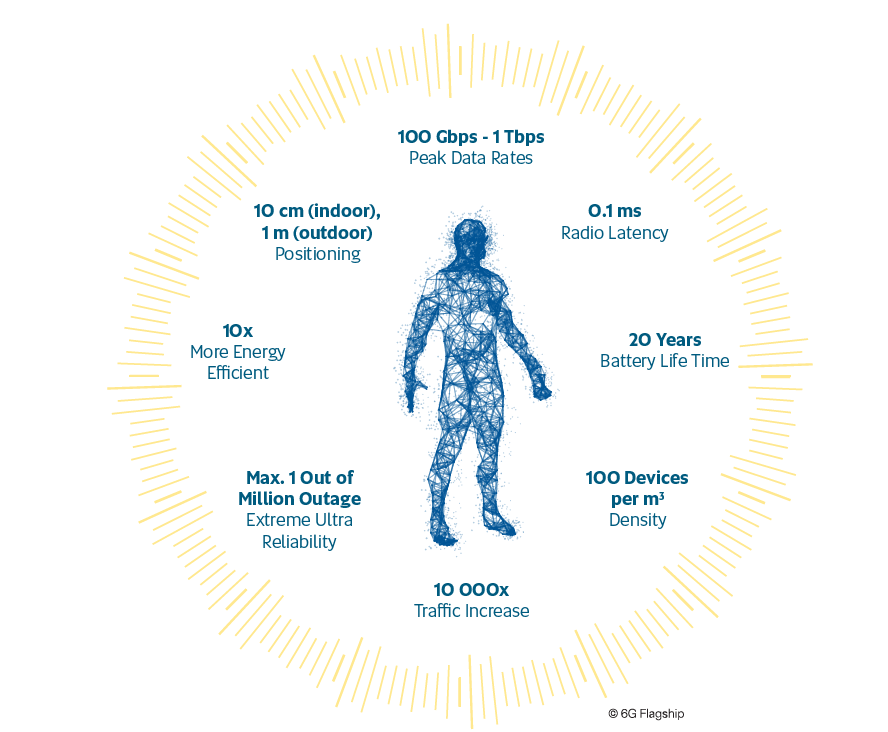 100 Gbps - 1 Tbps
Peak Data Rates
10 cm (indoor),
1 m (outdoor)
Positioning
0.1 ms
Radio Latency
10x
More Energy
Efficient
20 Years
Battery Life Time
Max. 1 Out of
Million Outage
Extreme Ultra
Reliability
100 Devices
per m³
Density
10 000x
Traffic Increase
© 6G Flagship